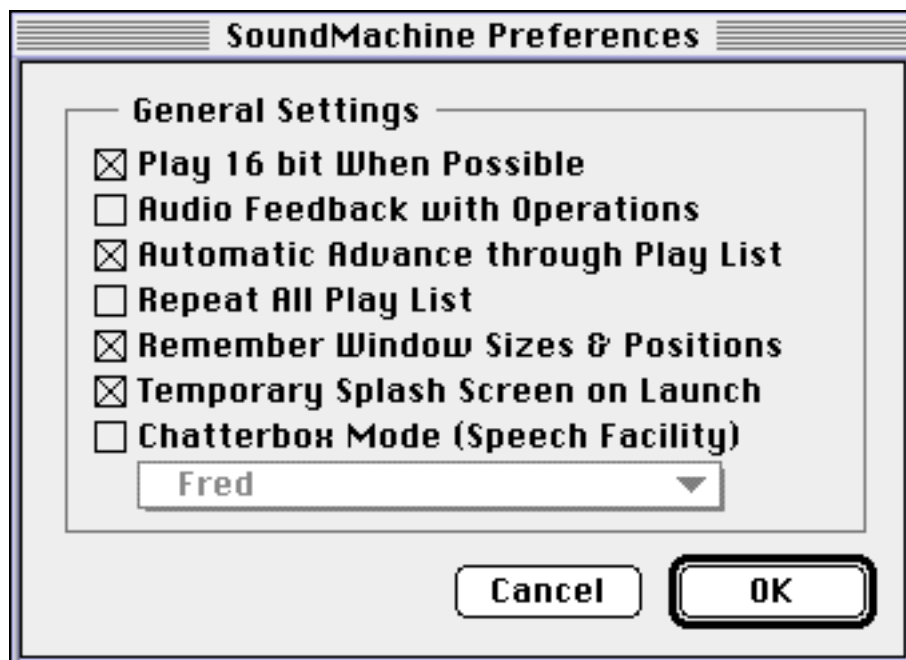 SoundMachine Preferences
General Settings
Play 16 bit When Possible
Audio Feedback with Operations
Automatic Advance through Play List
Repeat All Play List
Remember Window Sizes & Positions
Temporary Splash Screen on Launch
Chatterbox Mode (Speech Facility)
Fred
Cancel OK